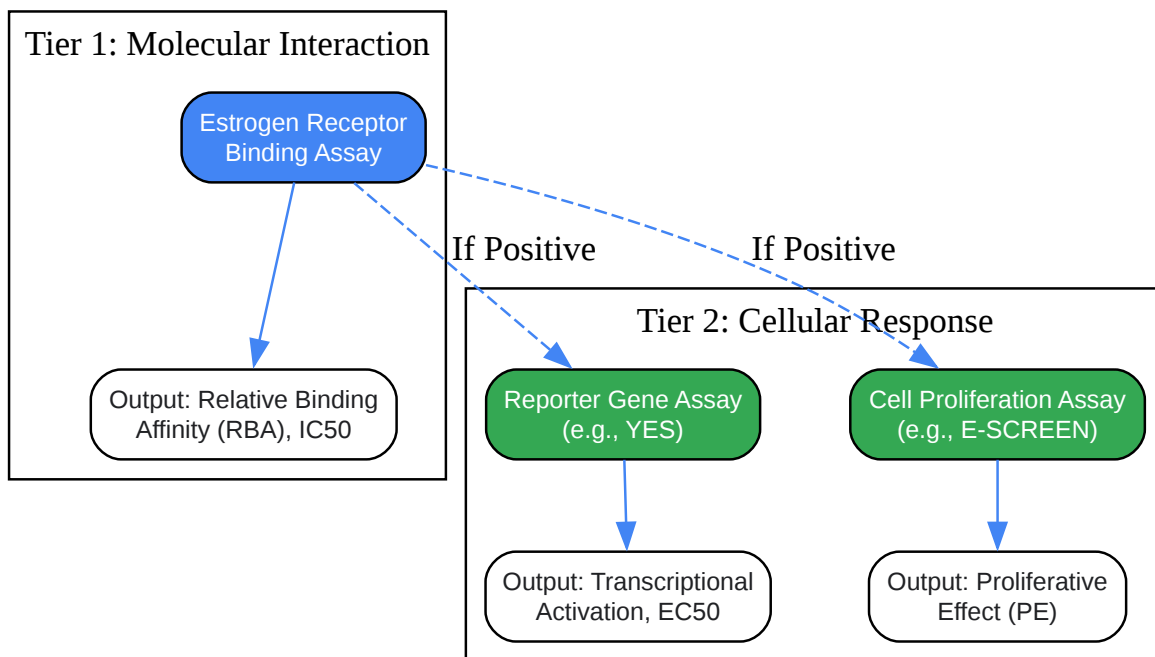 Tier 1: Molecular Interaction
Estrogen Receptor
Binding Assay
If Positive
If Positive
Tier 2: Cellular Response
Output: Relative Binding
Affinity (RBA), IC50
Reporter Gene Assay
(e.g., YES)
Cell Proliferation Assay
(e.g., E-SCREEN)
Output: Transcriptional
Activation, EC50
Output: Proliferative
Effect (PE)